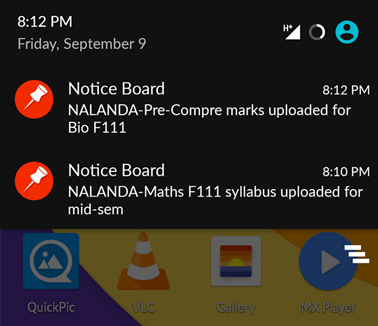 8:12 PM
Friday, September 9
H+
Notice Board 8:12 PM
NALANDA-Pre-Compre marks uploaded for
Bio F111
Notice Board 8:10 PM
NALANDA-Maths F111 syllabus uploaded for
mid-sem
QuickPic VLC Gallery MX Player